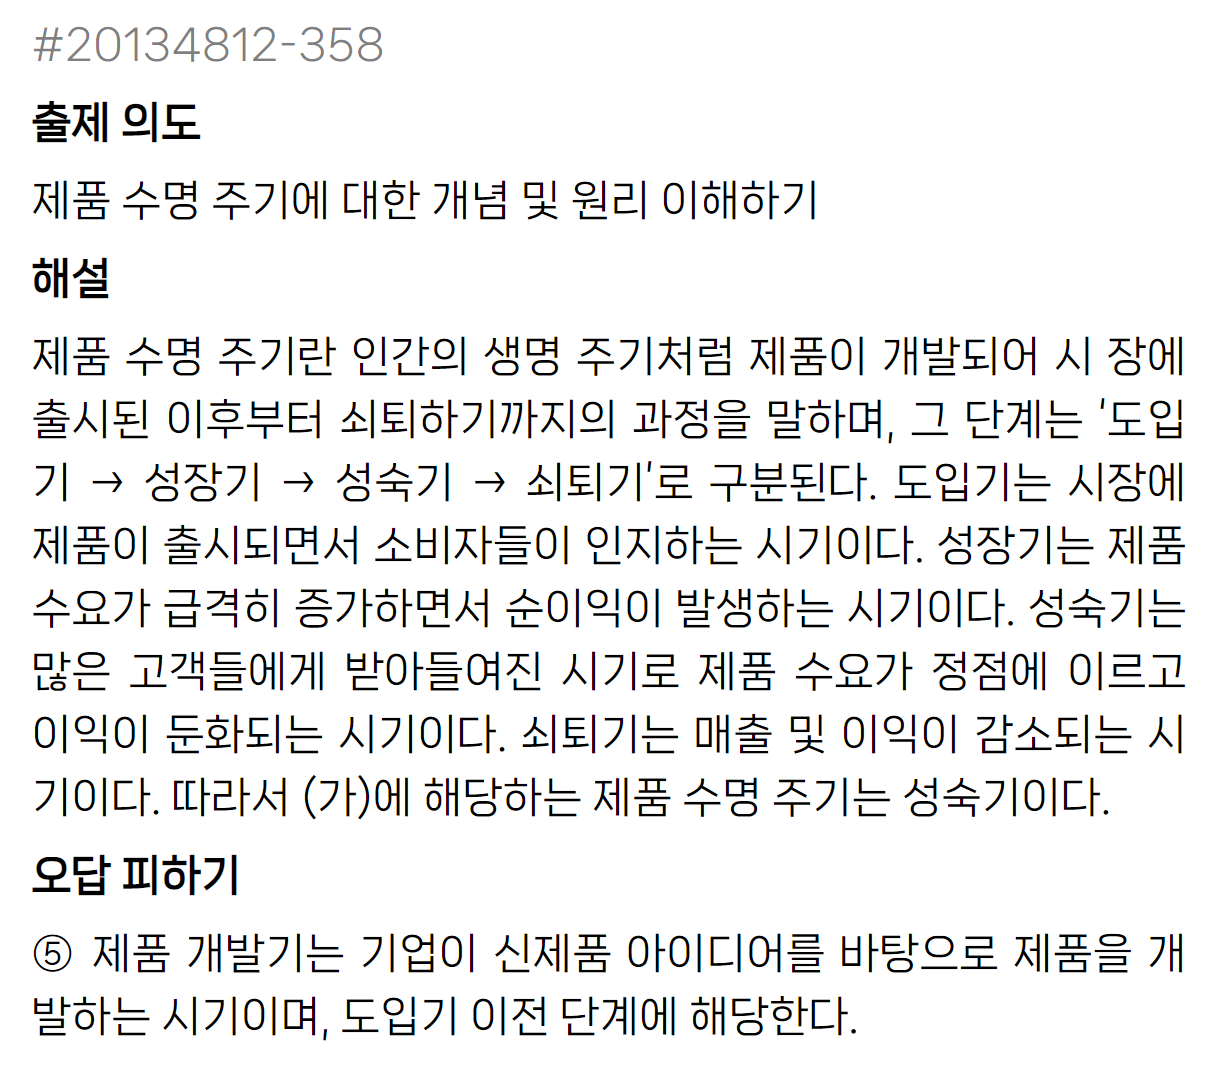 #20134812-358
출제 의도
제품 수명 주기에 대한 개념 및 원리 이해하기
해설
제품 수명 주기란 인간의 생명 주기처럼 제품이 개발되어 시 장에
출시된 이후부터 쇠퇴하기까지의 과정을 말하며, 그 단계는 '도입
기 → 성장기 → 성숙기 → 쇠퇴기'로 구분된다. 도입기는 시장에
제품이 출시되면서 소비자들이 인지하는 시기이다. 성장기는 제품
수요가 급격히 증가하면서 순이익이 발생하는 시기이다. 성숙기는
많은 고객들에게 받아들여진 시기로 제품 수요가 정점에 이르고
이익이 둔화되는 시기이다. 쇠퇴기는 매출 및 이익이 감소되는 시
기이다. 따라서 (가)에 해당하는 제품 수명 주기는 성숙기이다.
오답 피하기
⑤ 제품 개발기는 기업이 신제품 아이디어를 바탕으로 제품을 개
발하는 시기이며, 도입기 이전 단계에 해당한다.